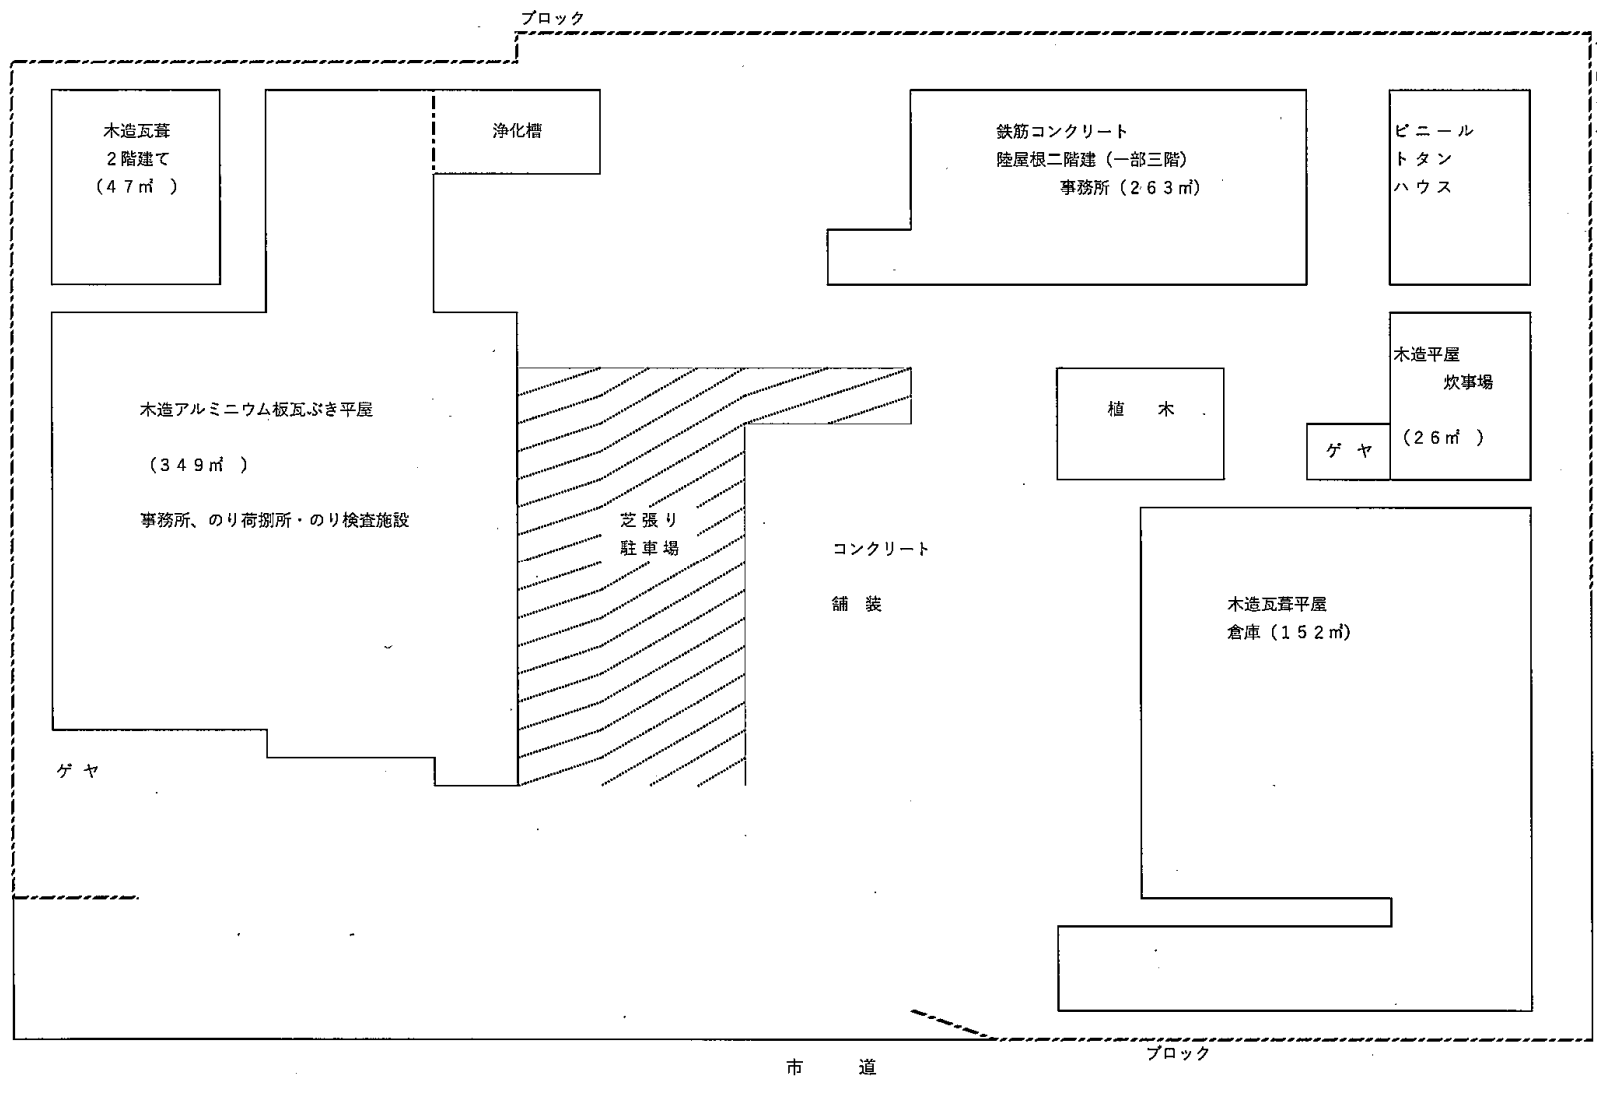 ブロック
木造瓦葺
2階建て
（47㎡　）
浄化槽
鉄筋コンクリート
陸屋根二階建（一部三階）
事務所（263㎡）
ビニール
トタン
ハウス
木造アルミニウム板瓦ぶき平屋
（349㎡　）
事務所、のり荷捌所・のり検査施設
芝張り
駐車場
コンクリート
舗　装
植　　木
木造平屋
炊事場
（26㎡　）
ゲ　ヤ
木造瓦葺平屋
倉庫（152㎡）
ゲ　ヤ
ブロック
市　　　道